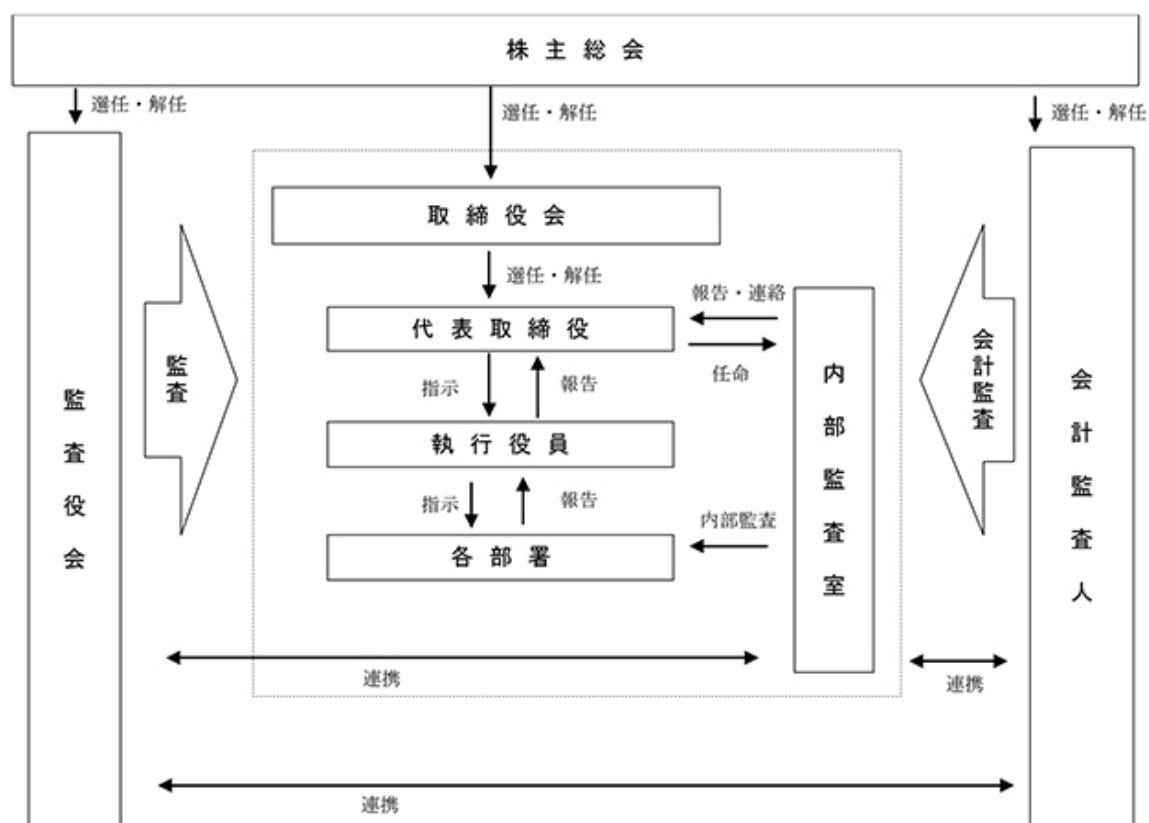 株主総会
選任・解任
選任・解任
選任・解任
取締役会
選任・解任
報告・連絡
代表取締役
任命
監査
会計監査
内部監査室
監査役会
会計監査人
指示
報告
執行役員
指示
報告
内部監査
各部署
連携
連携
連携